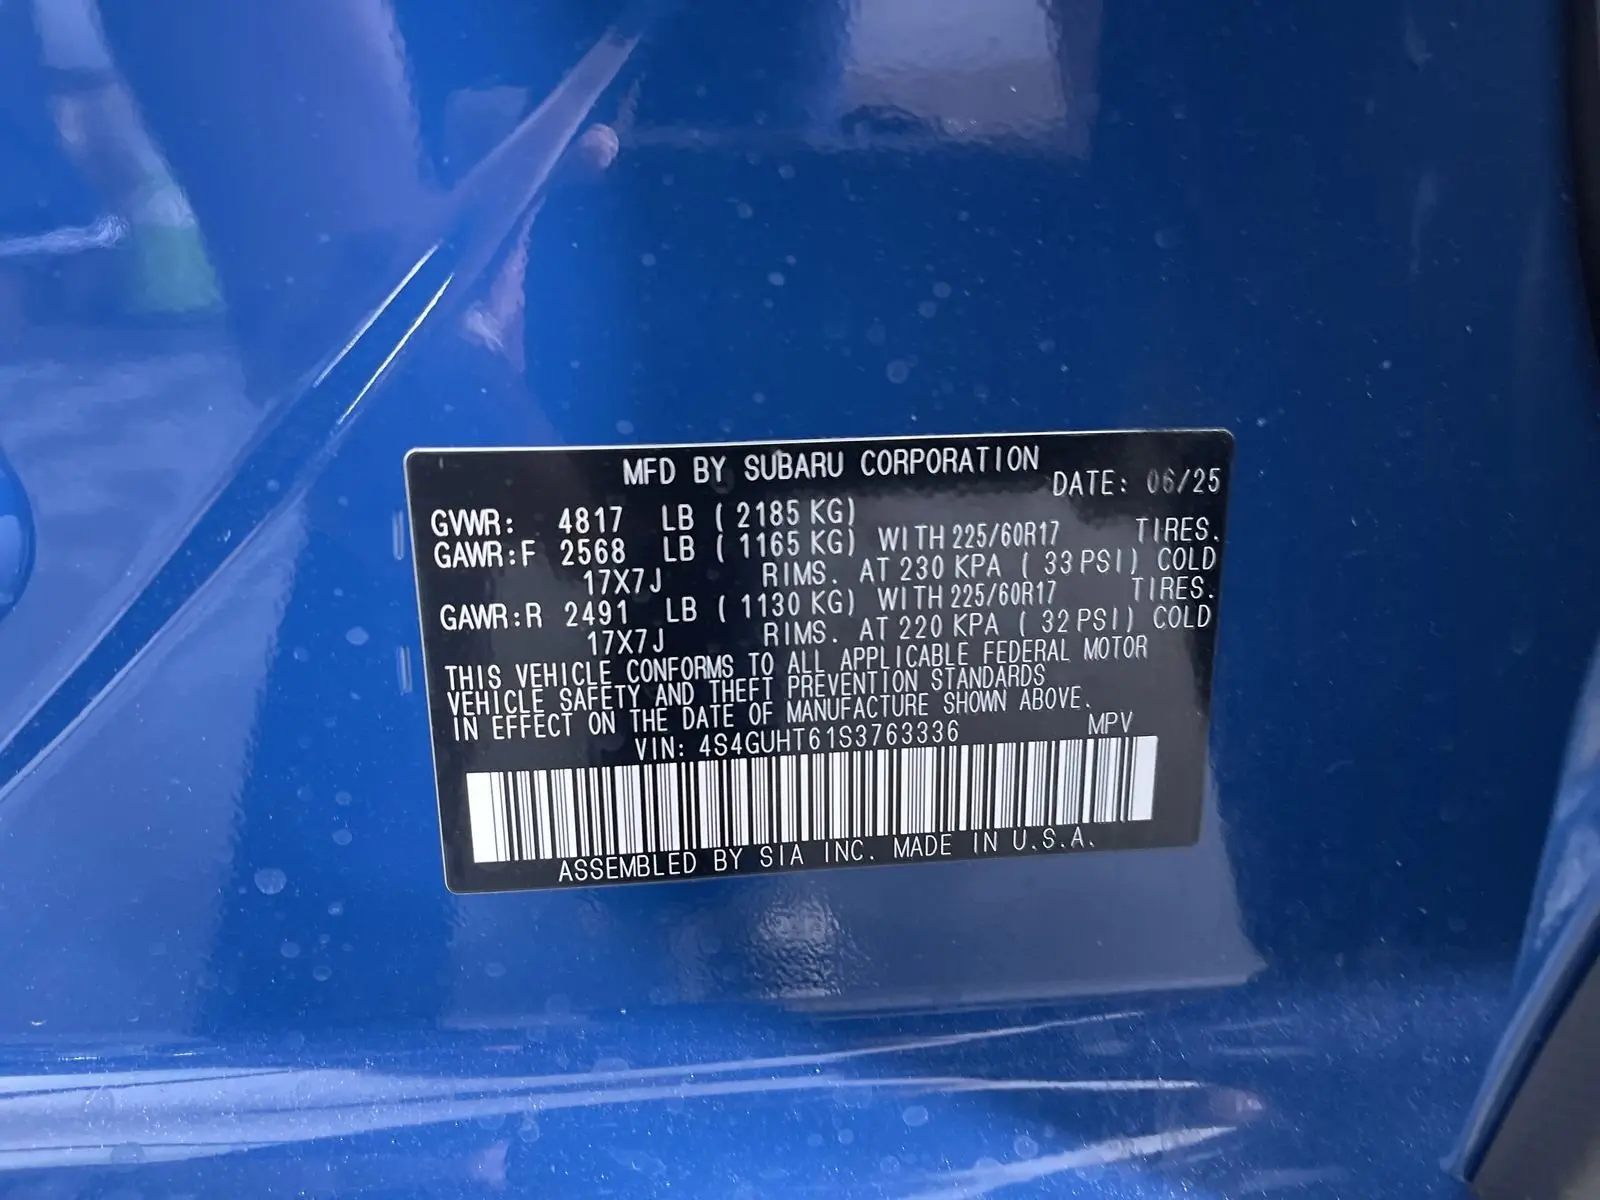 MFD BY SUBARU CORPORATION
DATE: 06/25
GVWR: 4817 LB ( 2185 KG)
GAWR:F 2568 LB ( 1165 KG) WITH 225/60R17 TIRES.
17X7J RIMS. AT 230 KPA ( 33 PSI) COLD
GAWR:R 2491 LB ( 1130 KG) WITH 225/60R17 TIRES.
17X7J RIMS. AT 220 KPA ( 32 PSI) COLD
THIS VEHICLE CONFORMS TO ALL APPLICABLE FEDERAL MOTOR
VEHICLE SAFETY AND THEFT PREVENTION STANDARDS
IN EFFECT ON THE DATE OF MANUFACTURE SHOWN ABOVE.
VIN: 4S4GUHT61S3763336 MPV
ASSEMBLED BY SIA INC. MADE IN U.S.A.